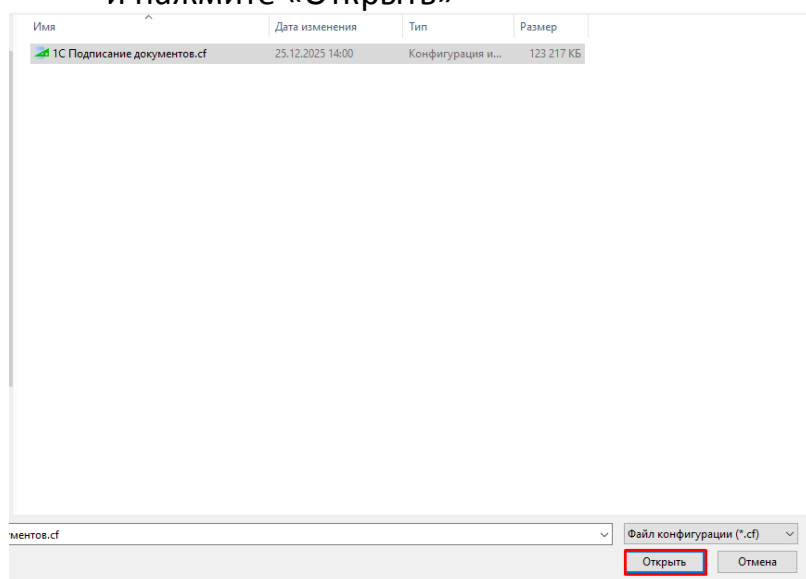 и нажмите «Открыть»
Имя Дата изменения Тип Размер
1С Подписание документов.cf 25.12.2025 14:00 Конфигурация и... 123 217 КБ
ментов.cf Файл конфигурации (*.cf)
Открыть Отмена